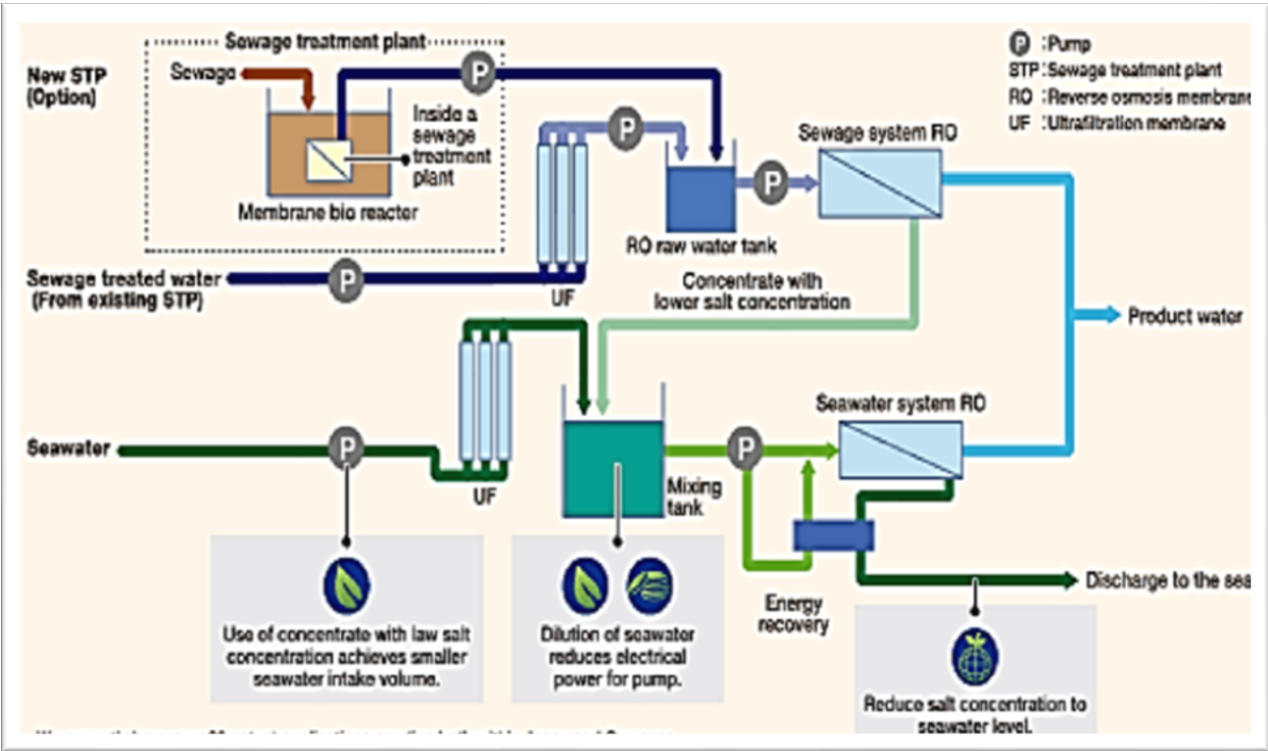 Sewage treatment plant
New STP
(Option)
Sewage
P
Inside a
sewage
treatment
plant
Membrane bio reacter
P :Pump
STP :Sewage treatment plant
RO :Reverse osmosis membrane
UF :Ultrafiltration membrane
P
P
Sewage system RO
RO raw water tank
Sewage treated water
(From existing STP)
P
UF
Concentrate with
lower salt concentration
Product water
Seawater
P
UF
Mixing
tank
P
Seawater system RO
Energy
recovery
Discharge to the sea
Use of concentrate with law salt
concentration achieves smaller
seawater intake volume.
Dilution of seawater
reduces electrical
power for pump.
Reduce salt concentration to
seawater level.